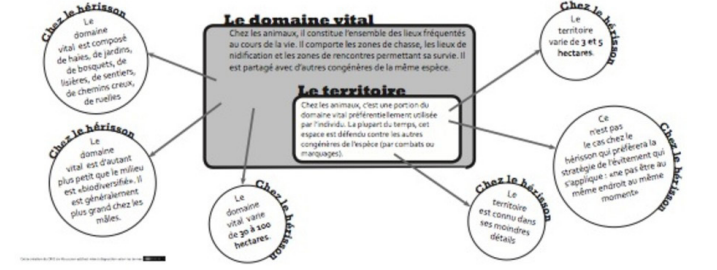 Le domaine vital
Chez les animaux, il constitue l'ensemble des lieux fréquentés
au cours de la vie. Il comporte les zones de chasse, les lieux de
nidification et les zones de rencontres permettant sa survie. Il
est partagé avec d'autres congénères de la même espèce.
Le territoire
Chez les animaux, c'est une portion du
domaine vital préférentiellement utilisée
par l'individu. La plupart du temps, cet
espace est défendu contre les autres
congénères de l'espèce (par combats ou
marquages).
Chez le hérisson
Le
domaine
vital est composé
de haies, de jardins,
de bosquets, de
lisières, de sentiers,
de chemins creux,
de ruelles
Chez le hérisson
Le
domaine
vital est d'autant
plus petit que le milieu
est «biodiversifié». Il
est généralement
plus grand chez les
mâles.
Chez le hérisson
Le
domaine
vital varie
de 30 à 100
hectares.
Chez le hérisson
Le
territoire
est connu dans
ses moindres
détails
Chez le hérisson
Ce
n'est pas
le cas chez le
hérisson qui préfèrera la
stratégie de l'évitement qui
s'applique : «ne pas être au
même endroit au même
moment»
Chez le hérisson
Le
territoire
varie de 3 et 5
hectares.